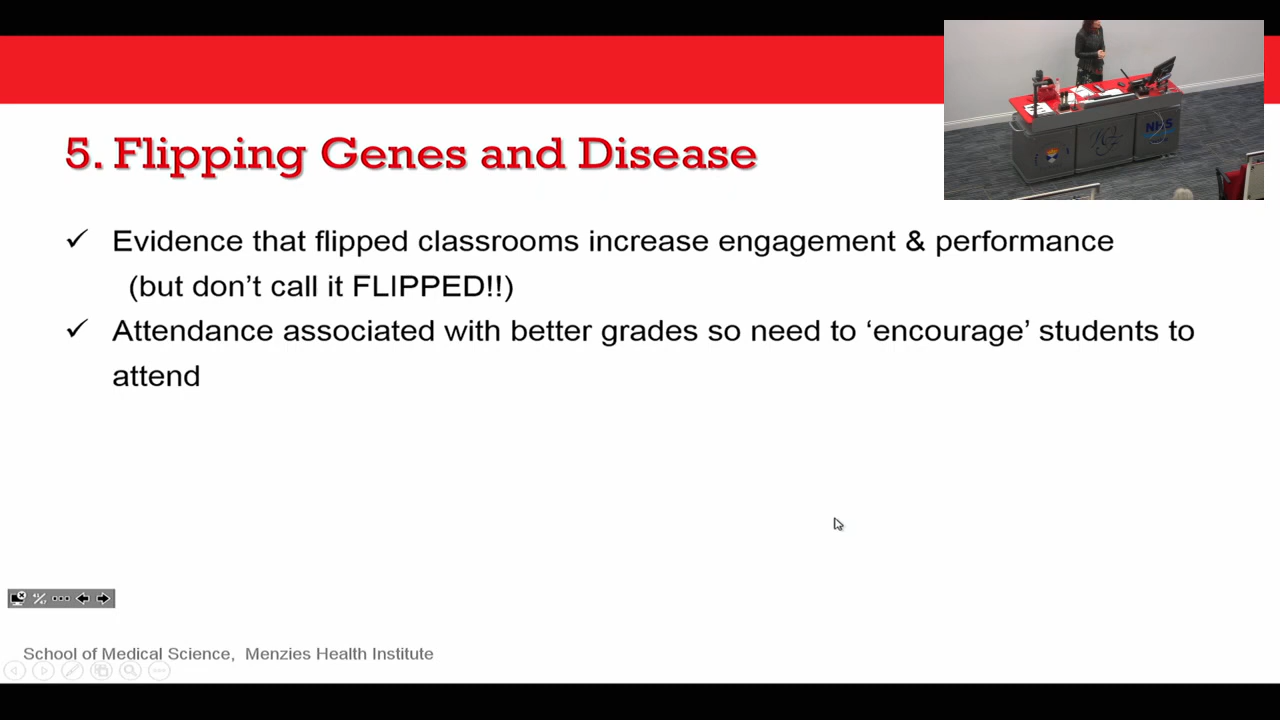 5. Flipping Genes and Disease
✓ Evidence that flipped classrooms increase engagement & performance
(but don’t call it FLIPPED!!)
✓ Attendance associated with better grades so need to ‘encourage’ students to
attend
School of Medical Science, Menzies Health Institute
NHS